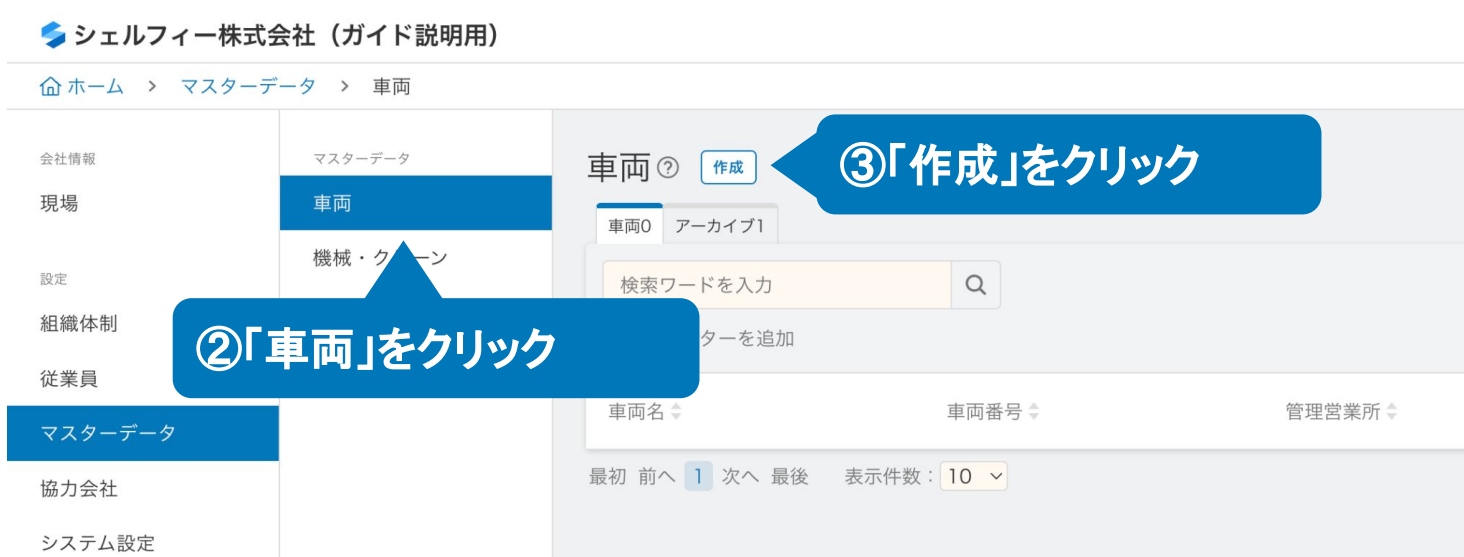 シェルフィー株式会社（ガイド説明用）
ホーム > マスターデータ > 車両
会社情報
現場
設定
組織体制
従業員
マスターデータ
協力会社
システム設定
マスターデータ
車両
機械・ク ーン
②「車両」をクリック
車両 ? 作成
③「作成」をクリック
車両0 アーカイブ1
検索ワードを入力
ターを追加
車両名 車両番号 管理営業所
最初 前へ 1 次へ 最後 表示件数： 10